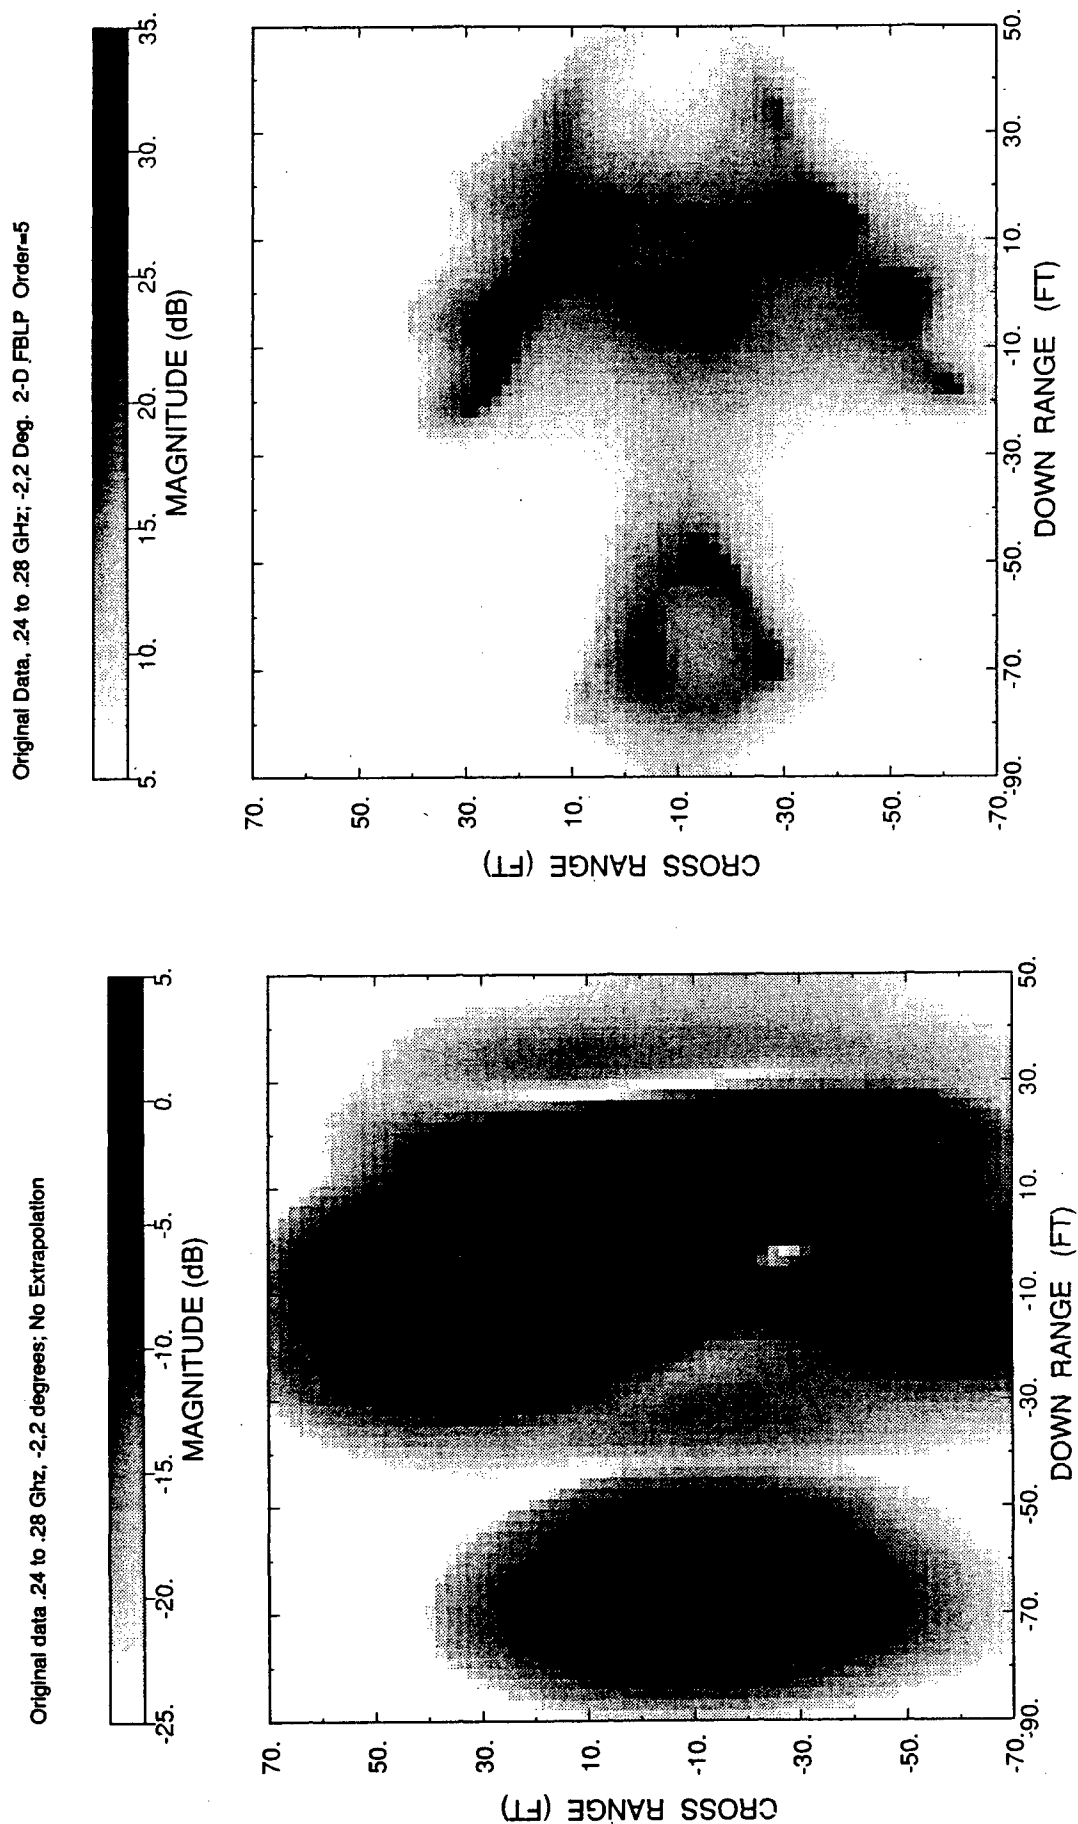 Original data .24 to .28 Ghz, -2,2 degrees; No Extrapolation
-25. -20. -15. -10. -5. 0. 5.
MAGNITUDE (dB)
70.
50.
30.
10.
-10.
-30.
-50.
-70.
CROSS RANGE (FT)
-90. -70. -50. -30. -10. 10. 30. 50.
DOWN RANGE (FT)
Original Data, .24 to .28 GHz; -2,2 Deg. 2-D FBLP Order=5
5. 10. 15. 20. 25. 30. 35.
MAGNITUDE (dB)
70.
50.
30.
10.
-10.
-30.
-50.
-70.
CROSS RANGE (FT)
-90. -70. -50. -30. -10. 10. 30. 50.
DOWN RANGE (FT)